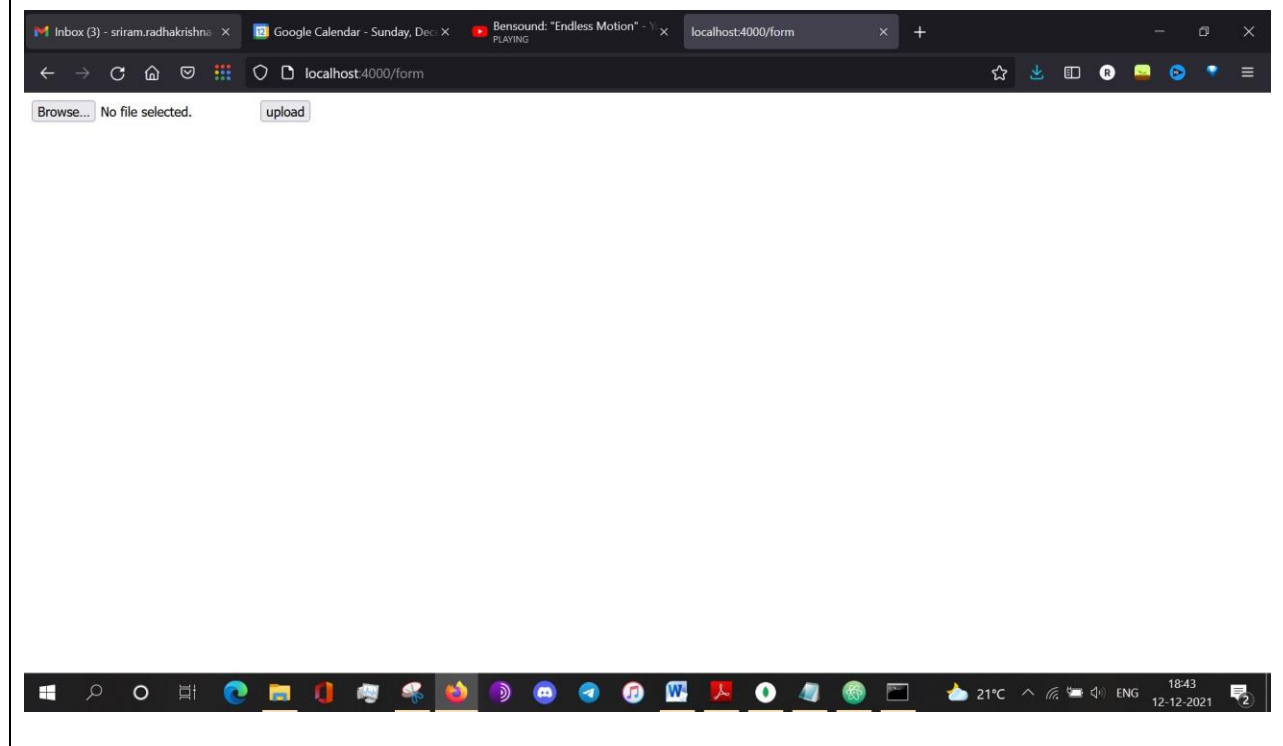 Inbox (3) - sriram.radhakrishna
Google Calendar - Sunday, Dec
Bensound: "Endless Motion" - Y
PLAYING
localhost:4000/form
localhost:4000/form
R
Browse... No file selected. upload
21°C ENG 18:43
12-12-2021
2